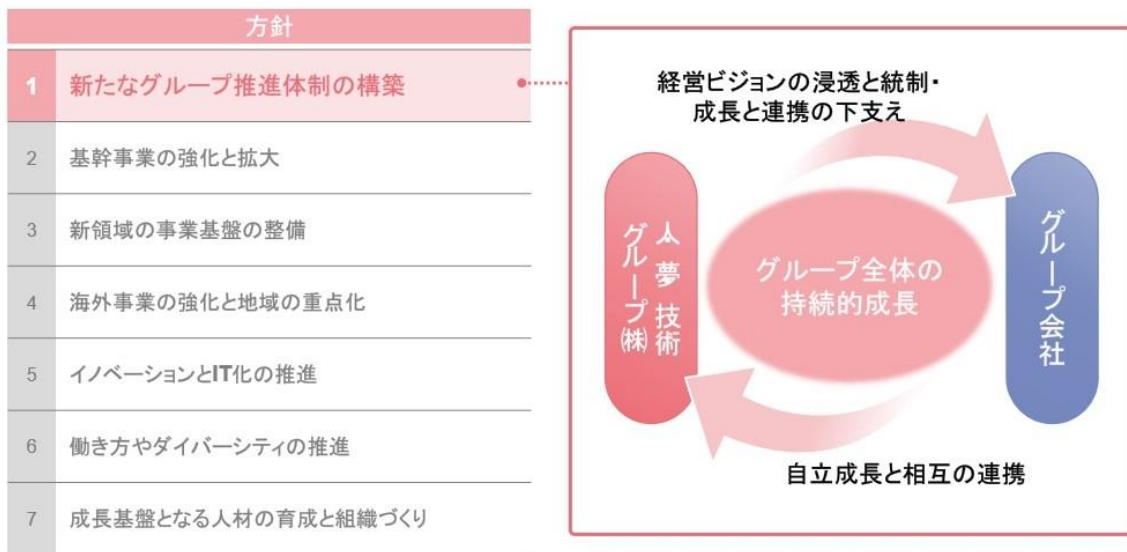 方針
1 新たなグループ推進体制の構築
2 基幹事業の強化と拡大
3 新領域の事業基盤の整備
4 海外事業の強化と地域の重点化
5 イノベーションとIT化の推進
6 働き方やダイバーシティの推進
7 成長基盤となる人材の育成と組織づくり
経営ビジョンの浸透と統制・
成長と連携の下支え
人 夢 技術
グループ㈱
グループ全体の
持続的成長
グループ会社
自立成長と相互の連携